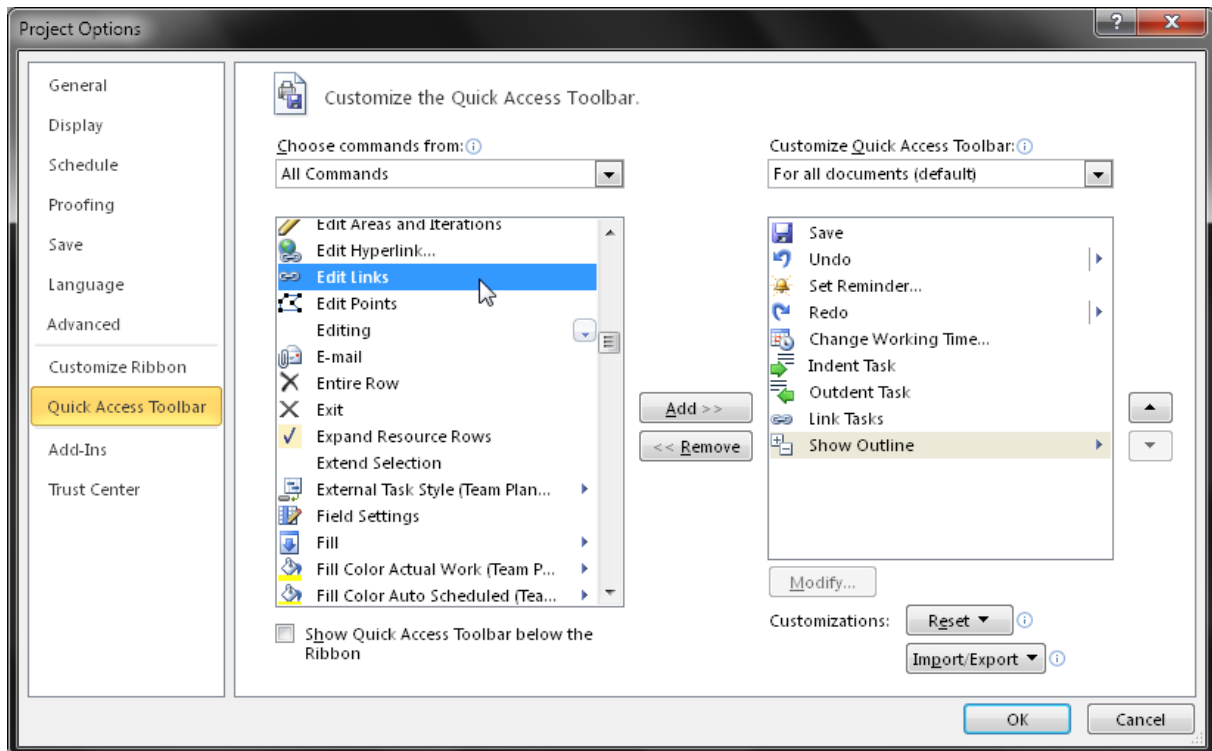 Project Options
General
Display
Schedule
Proofing
Save
Language
Advanced
Customize Ribbon
Quick Access Toolbar
Add-Ins
Trust Center
Customize the Quick Access Toolbar.
Choose commands from:
All Commands
Edit Areas and Iterations
Edit Hyperlink...
Edit Links
Edit Points
Editing
E-mail
Entire Row
Exit
Expand Resource Rows
Extend Selection
External Task Style (Team Plan...
Field Settings
Fill
Fill Color Actual Work (Team P...
Fill Color Auto Scheduled (Tea...
Show Quick Access Toolbar below the
Ribbon
Add >>
<< Remove
Customize Quick Access Toolbar:
For all documents (default)
Save
Undo
Set Reminder...
Redo
Change Working Time...
Indent Task
Outdent Task
Link Tasks
Show Outline
Modify...
Customizations: Reset
Import/Export
OK Cancel